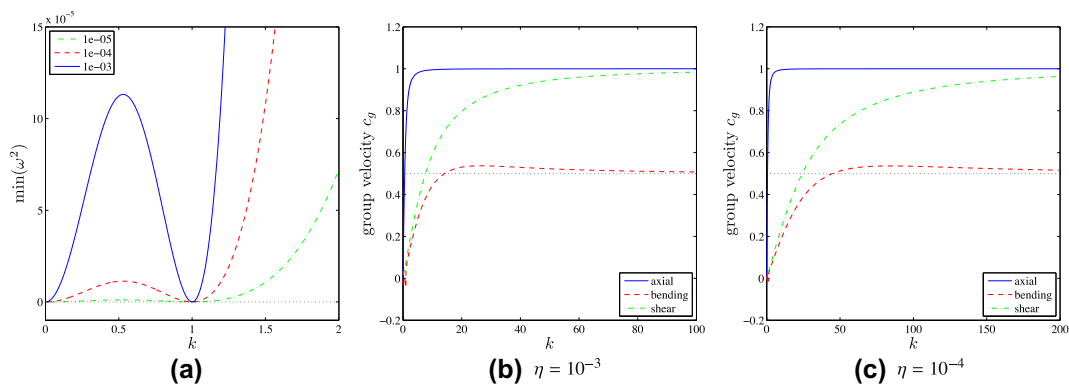 x 10⁻⁵
15
10
5
0
min(ω²)
1e−05
1e−04
1e−03
0 0.5 1 1.5 2
k
(a)
1.2
1
0.8
0.6
0.4
0.2
0
−0.2
group velocity c_g
axial
bending
shear
0 20 40 60 80 100
k
(b) η = 10⁻³
1.2
1
0.8
0.6
0.4
0.2
0
−0.2
group velocity c_g
axial
bending
shear
0 50 100 150 200
k
(c) η = 10⁻⁴